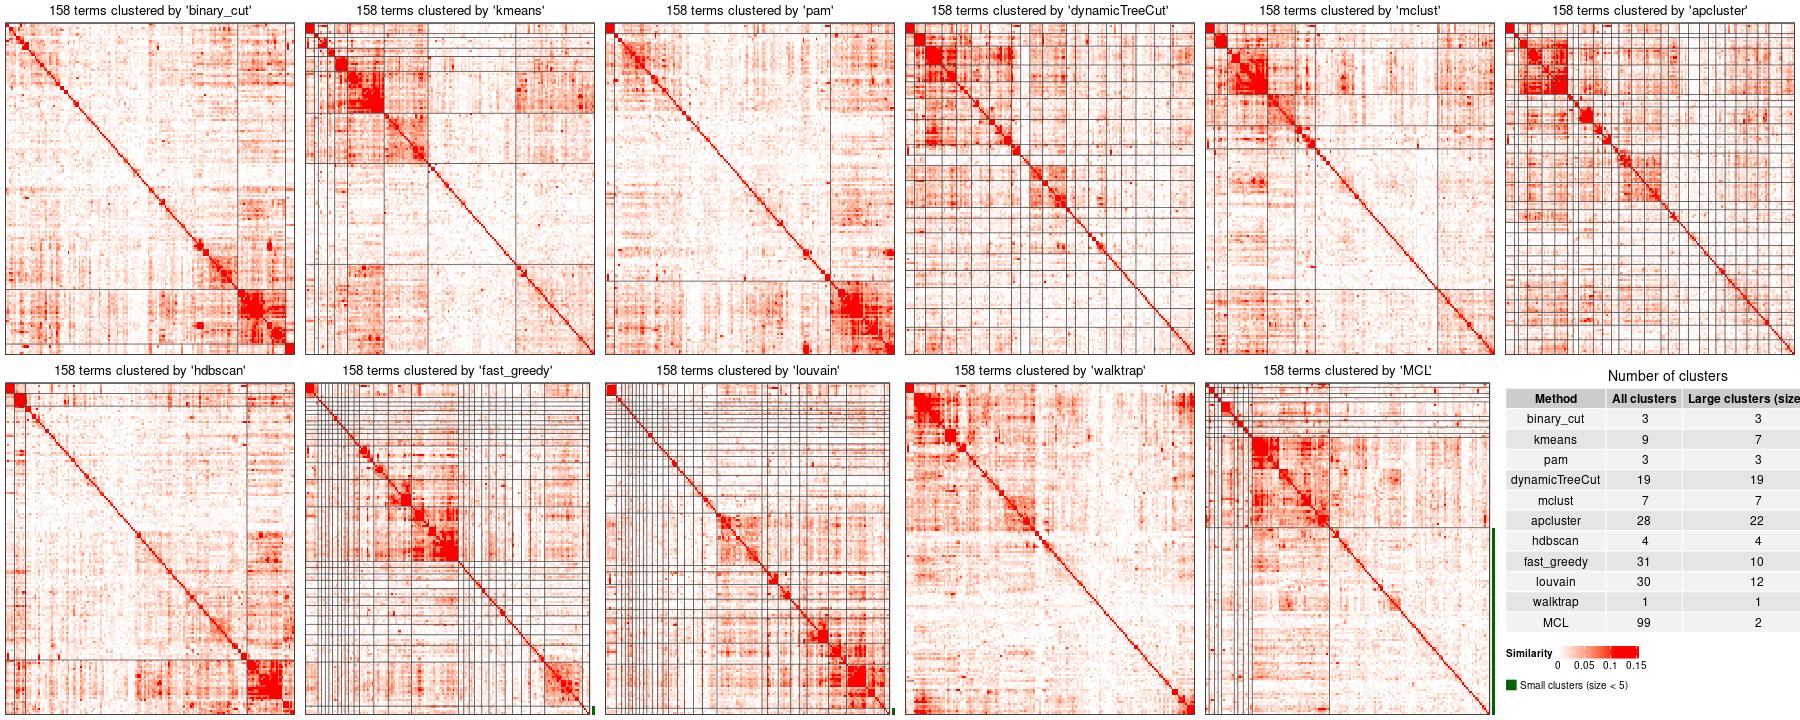 158 terms clustered by 'binary_cut'
158 terms clustered by 'kmeans'
158 terms clustered by 'pam'
158 terms clustered by 'dynamicTreeCut'
158 terms clustered by 'mclust'
158 terms clustered by 'apcluster'
158 terms clustered by 'hdbscan'
158 terms clustered by 'fast_greedy'
158 terms clustered by 'louvain'
158 terms clustered by 'walktrap'
158 terms clustered by 'MCL'
Number of clusters
Method All clusters Large clusters (size
binary_cut 3 3
kmeans 9 7
pam 3 3
dynamicTreeCut 19 19
mclust 7 7
apcluster 28 22
hdbscan 4 4
fast_greedy 31 10
louvain 30 12
walktrap 1 1
MCL 99 2
Similarity
0 0.05 0.1 0.15
Small clusters (size < 5)